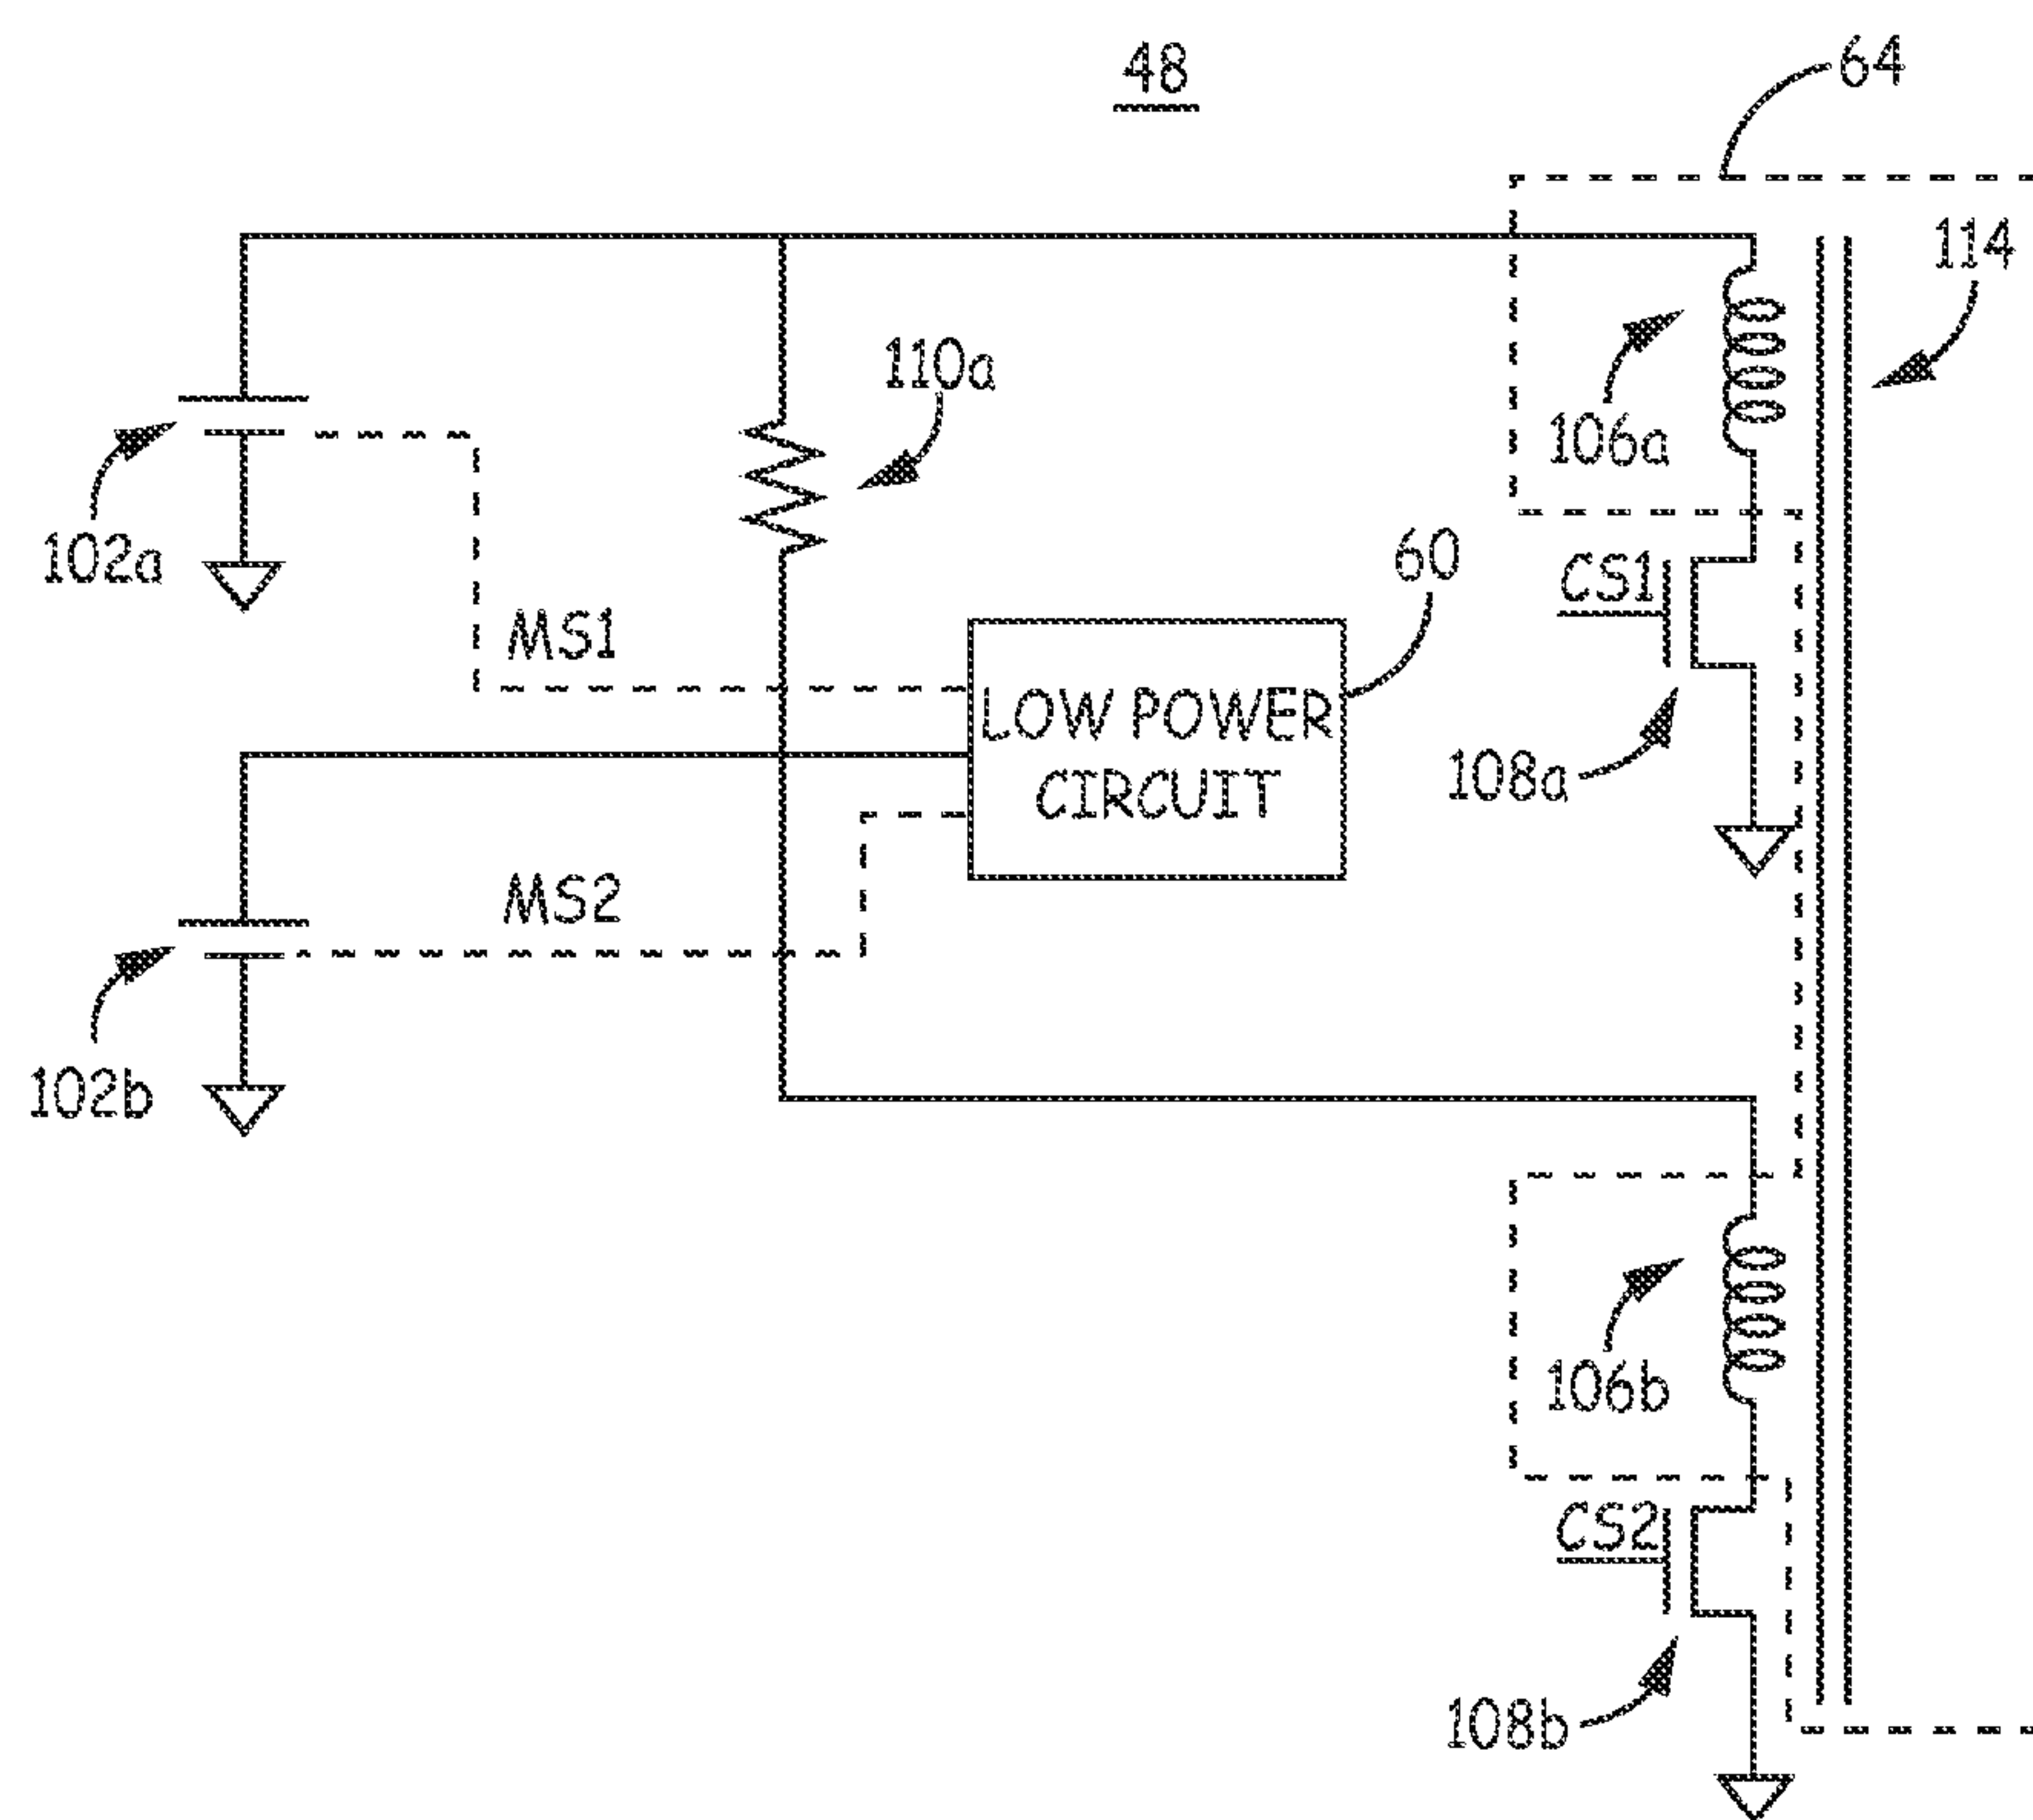 48
64
114
110a
106a
102a
60
CS1
MS1
LOW POWER
CIRCUIT
108a
MS2
102b
106b
CS2
108b